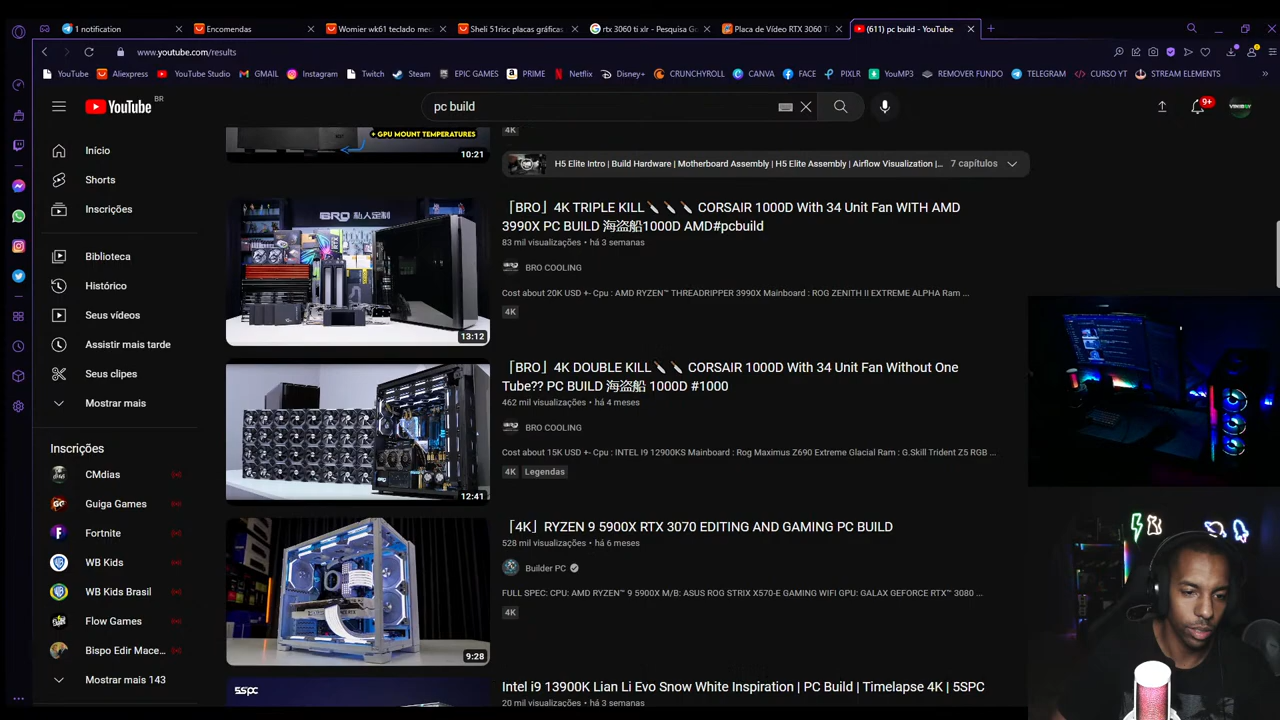 1 notification
Encomendas
Womier wk61 teclado mec
Sheli 51risc placas gráficas
rtx 3060 ti xlr - Pesquisa Go
Placa de Vídeo RTX 3060 T
(611) pc build - YouTube
www.youtube.com/results
YouTube
Aliexpress
YouTube Studio
GMAIL
Instagram
Twitch
Steam
EPIC GAMES
PRIME
Netflix
Disney+
CRUNCHYROLL
CANVA
FACE
PIXLR
YouMP3
REMOVER FUNDO
TELEGRAM
CURSO YT
STREAM ELEMENTS
YouTube BR
pc build
9+
Início
Shorts
Inscrições
Biblioteca
Histórico
Seus vídeos
Assistir mais tarde
Seus clipes
Mostrar mais
Inscrições
CMdias
Guiga Games
Fortnite
WB Kids
WB Kids Brasil
Flow Games
Bispo Edir Mace...
Mostrar mais 143
+ GPU MOUNT TEMPERATURES
10:21
4K
H5 Elite Intro | Build Hardware | Motherboard Assembly | H5 Elite Assembly | Airflow Visualization |...
7 capítulos
BRO 私人定制
13:12
「BRO」4K TRIPLE KILL🔪🔪🔪 CORSAIR 1000D With 34 Unit Fan WITH AMD
3990X PC BUILD 海盗船1000D AMD#pcbuild
83 mil visualizações • há 3 semanas
BRO COOLING
Cost about 20K USD +- Cpu : AMD RYZEN™ THREADRIPPER 3990X Mainboard : ROG ZENITH II EXTREME ALPHA Ram ...
4K
12:41
「BRO」4K DOUBLE KILL🔪🔪 CORSAIR 1000D With 34 Unit Fan Without One
Tube?? PC BUILD 海盗船 1000D #1000
462 mil visualizações • há 4 meses
BRO COOLING
Cost about 15K USD +- Cpu : INTEL I9 12900KS Mainboard : Rog Maximus Z690 Extreme Glacial Ram : G.Skill Trident Z5 RGB ...
4K
Legendas
9:28
「4K」RYZEN 9 5900X RTX 3070 EDITING AND GAMING PC BUILD
528 mil visualizações • há 6 meses
Builder PC
FULL SPEC: CPU: AMD RYZEN™ 9 5900X M/B: ASUS ROG STRIX X570-E GAMING WIFI GPU: GALAX GEFORCE RTX™ 3080 ...
4K
5SPC
Intel i9 13900K Lian Li Evo Snow White Inspiration | PC Build | Timelapse 4K | 5SPC
20 mil visualizações • há 3 semanas